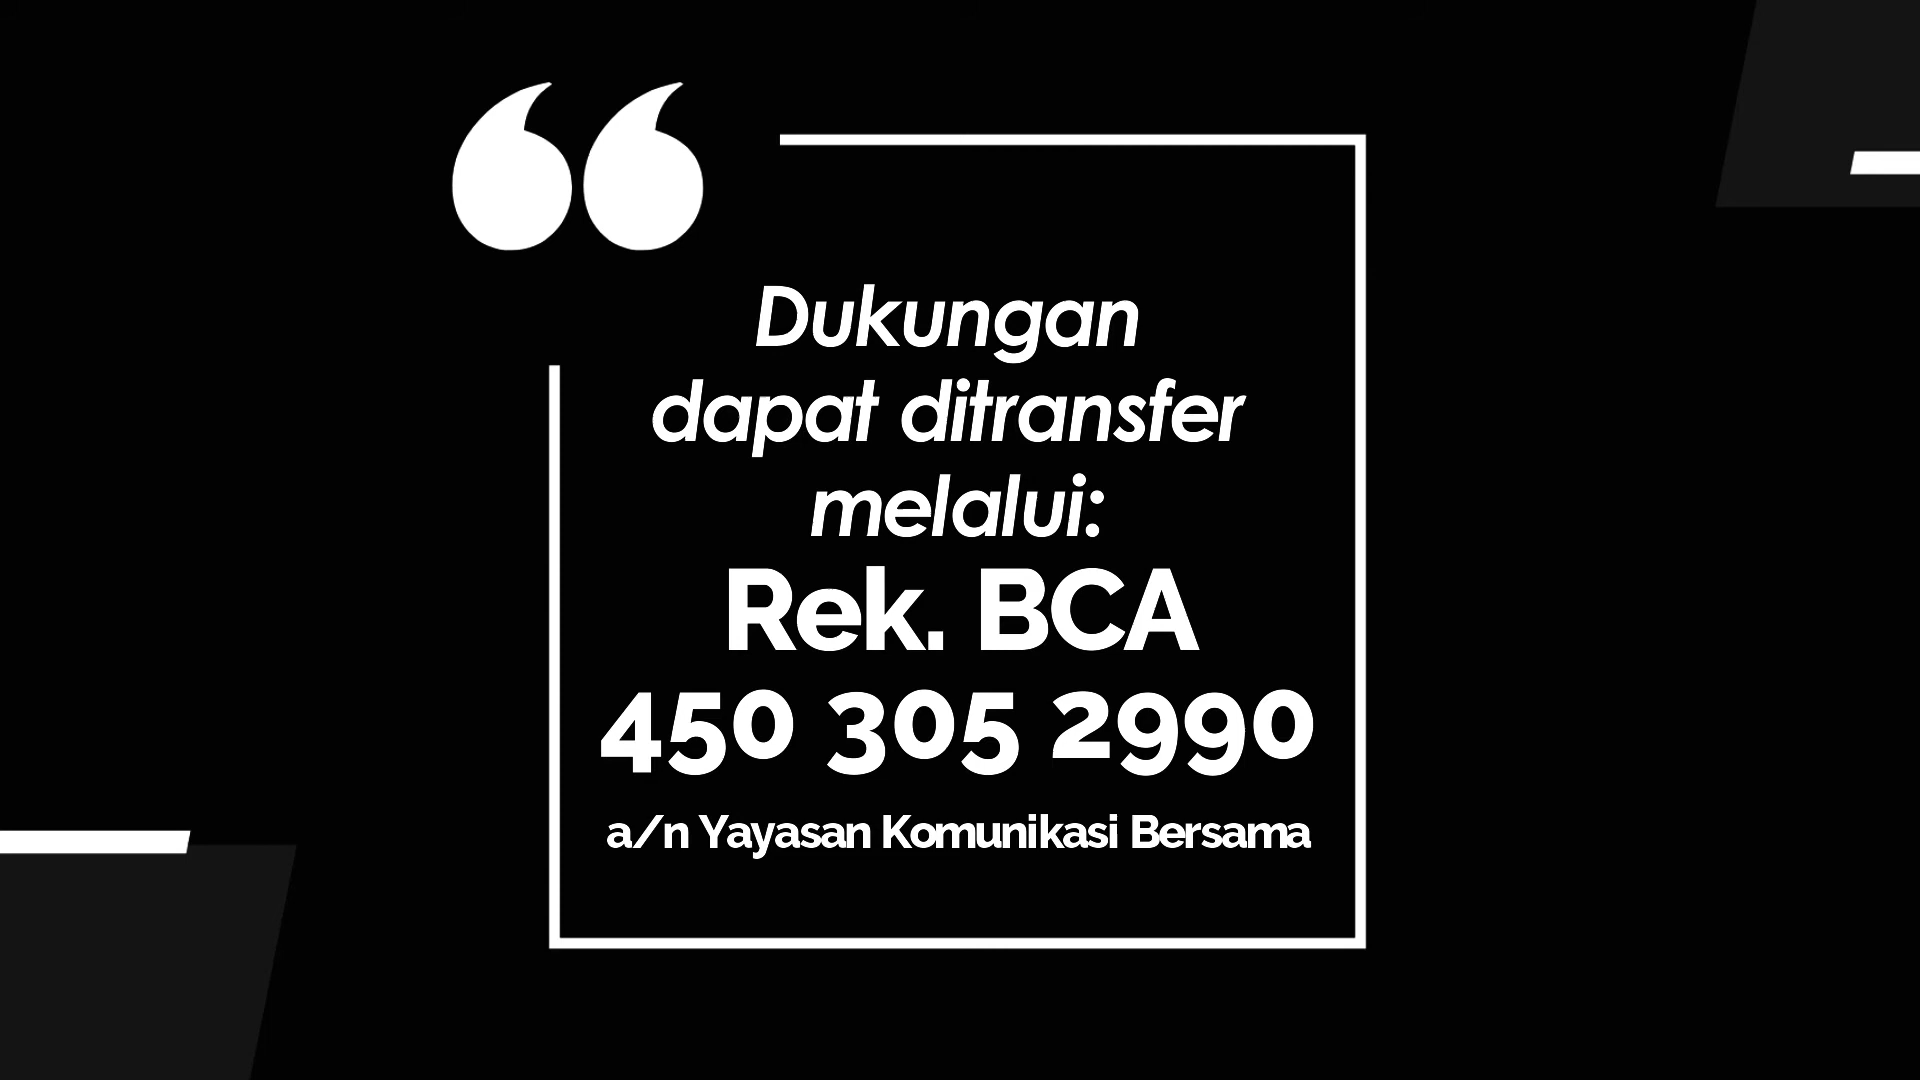 Dukungan
dapat ditransfer
melalui:
Rek. BCA
450 305 2990
a/n Yayasan Komunikasi Bersama